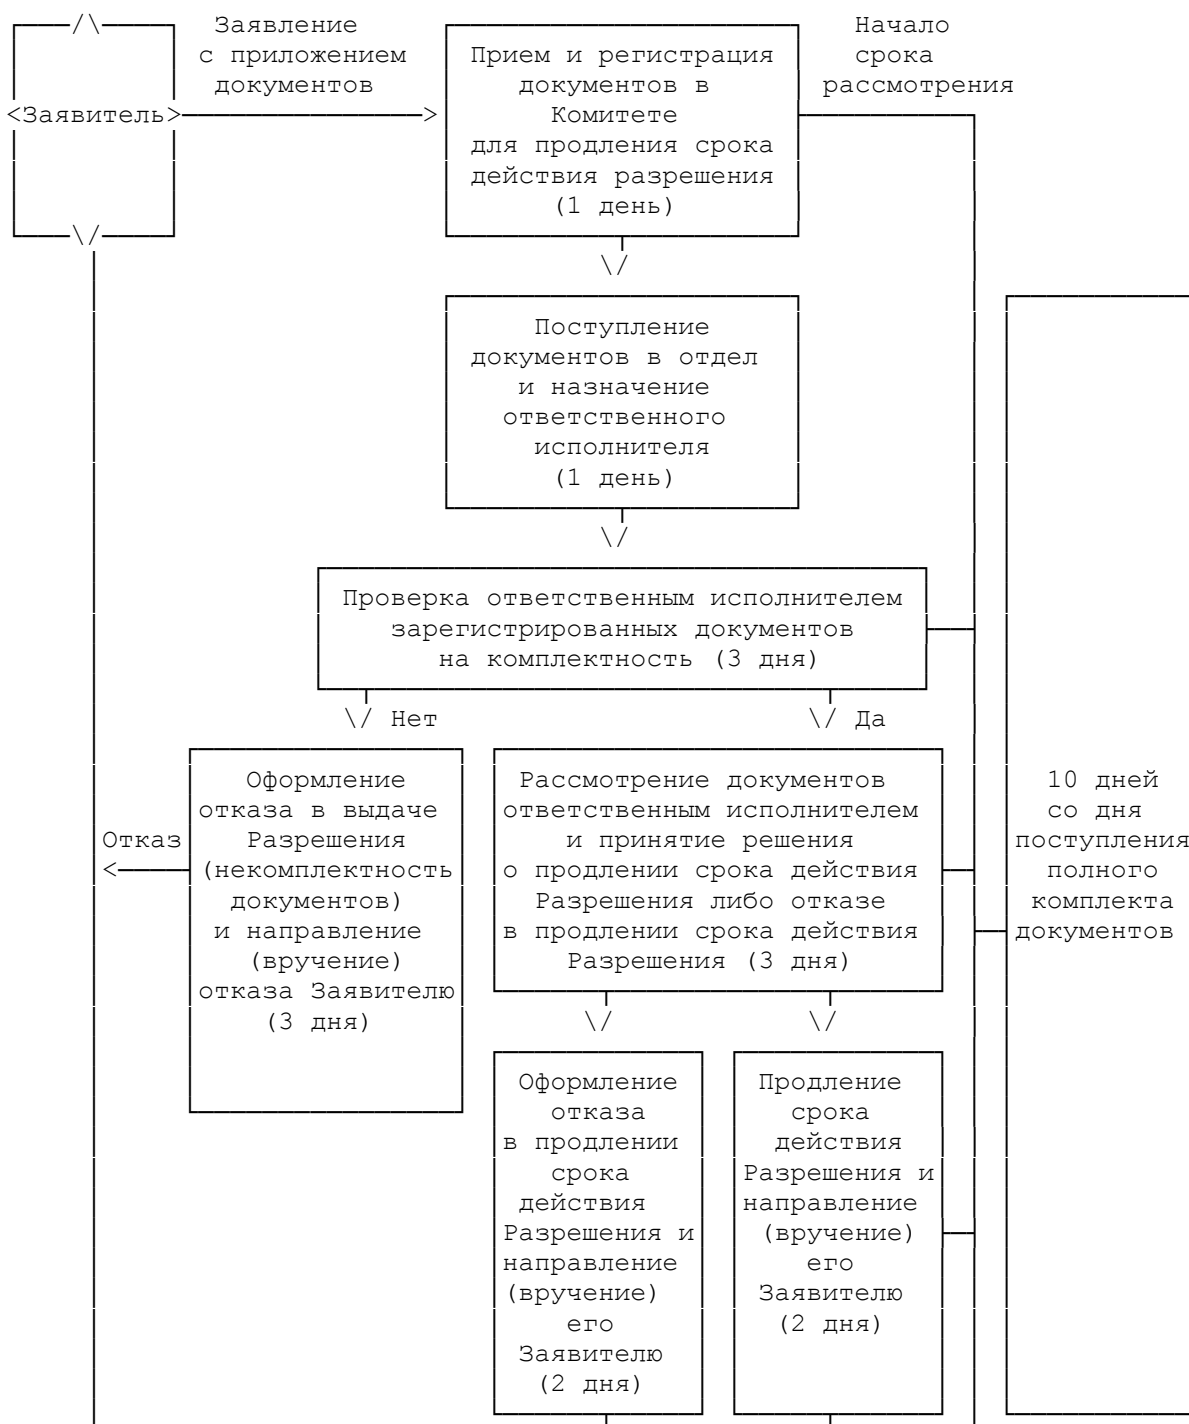 Заявление
с приложением
документов
<Заявитель>
Прием и регистрация
документов в
Комитете
для продления срока
действия разрешения
(1 день)
Начало
срока
рассмотрения
Поступление
документов в отдел
и назначение
ответственного
исполнителя
(1 день)
Проверка ответственным исполнителем
зарегистрированных документов
на комплектность (3 дня)
Нет
Да
Отказ
Оформление
отказа в выдаче
Разрешения
(некомплектность
документов)
и направление
(вручение)
отказа Заявителю
(3 дня)
Рассмотрение документов
ответственным исполнителем
и принятие решения
о продлении срока действия
Разрешения либо отказе
в продлении срока действия
Разрешения (3 дня)
10 дней
со дня
поступления
полного
комплекта
документов
Оформление
отказа
в продлении
срока
действия
Разрешения и
направление
(вручение)
его
Заявителю
(2 дня)
Продление
срока
действия
Разрешения и
направление
(вручение)
его
Заявителю
(2 дня)